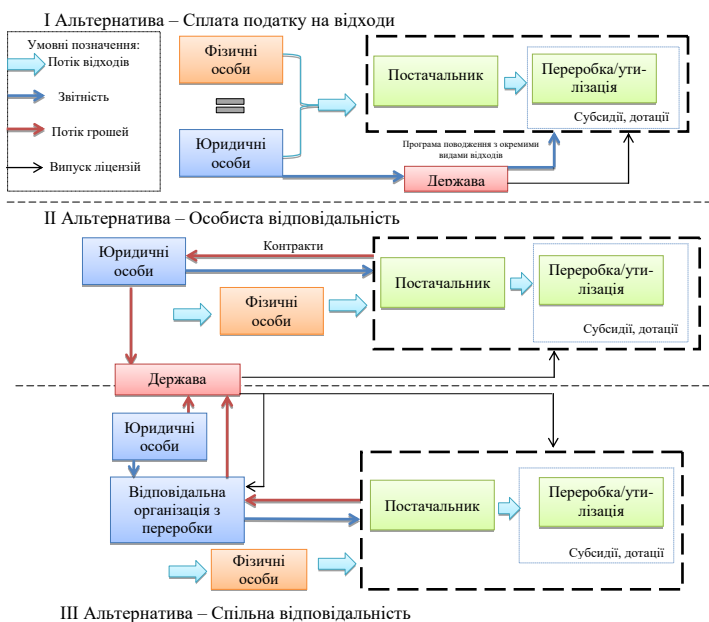 І Альтернатива – Сплата податку на відходи
Умовні позначення:
Потік відходів
Звітність
Потік грошей
Випуск ліцензій
Фізичні
особи
Юридичні
особи
Постачальник
Переробка/ути-
лізація
Субсидії, дотації
Програма поводження з окремими
видами відходів
Держава
ІІ Альтернатива – Особиста відповідальність
Юридичні
особи
Контракти
Фізичні
особи
Постачальник
Переробка/ути-
лізація
Субсидії, дотації
Держава
Юридичні
особи
Відповідальна
організація з
переробки
Фізичні
особи
Постачальник
Переробка/ути-
лізація
Субсидії, дотації
ІІІ Альтернатива – Спільна відповідальність